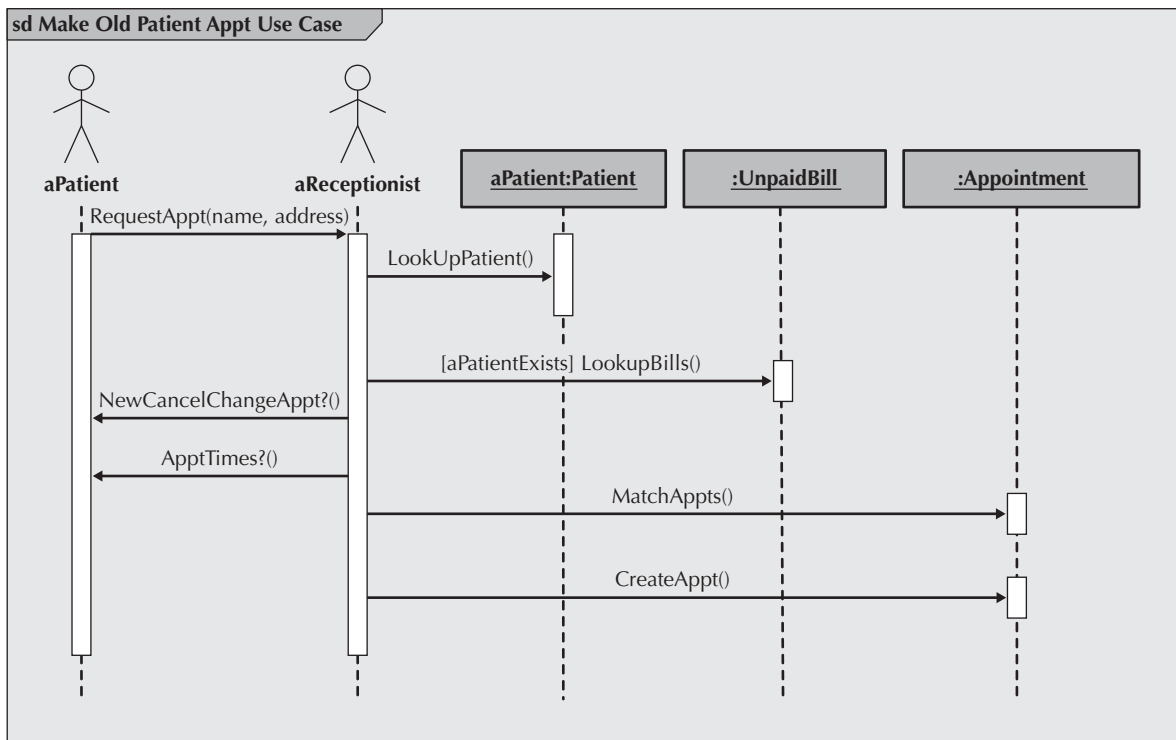 sd Make Old Patient Appt Use Case
aPatient
aReceptionist
aPatient:Patient
:UnpaidBill
:Appointment
RequestAppt(name, address)
LookUpPatient()
[aPatientExists] LookupBills()
NewCancelChangeAppt?()
ApptTimes?()
MatchAppts()
CreateAppt()